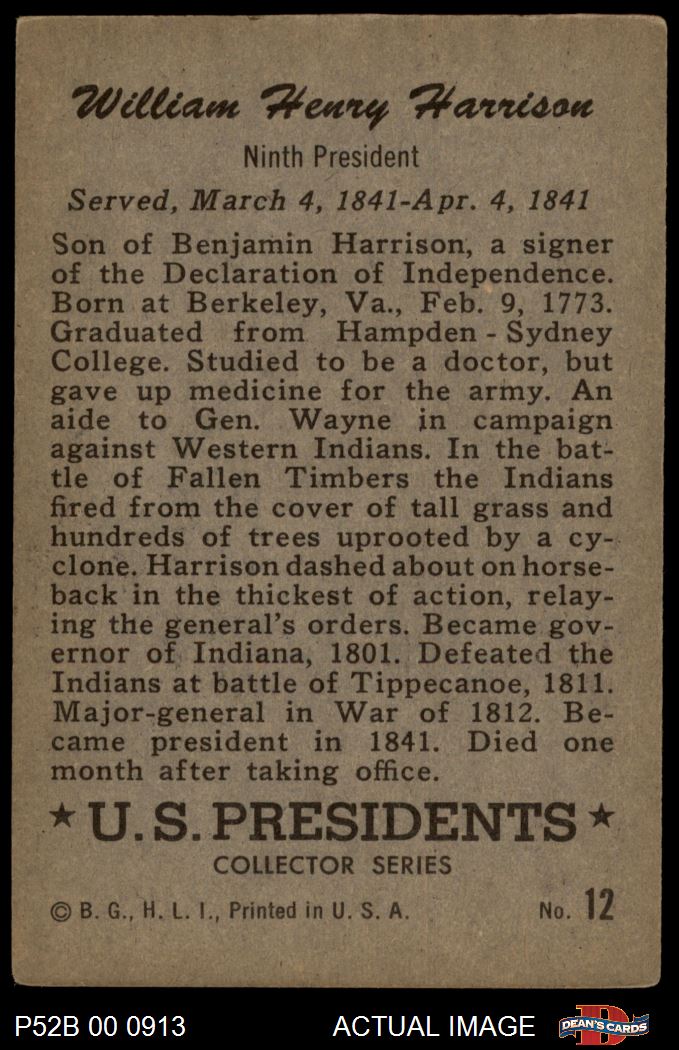 William Henry Harrison
Ninth President
Served, March 4, 1841-Apr. 4, 1841
Son of Benjamin Harrison, a signer
of the Declaration of Independence.
Born at Berkeley, Va., Feb. 9, 1773.
Graduated from Hampden - Sydney
College. Studied to be a doctor, but
gave up medicine for the army. An
aide to Gen. Wayne in campaign
against Western Indians. In the bat-
tle of Fallen Timbers the Indians
fired from the cover of tall grass and
hundreds of trees uprooted by a cy-
clone. Harrison dashed about on horse-
back in the thickest of action, relay-
ing the general's orders. Became gov-
ernor of Indiana, 1801. Defeated the
Indians at battle of Tippecanoe, 1811.
Major-general in War of 1812. Be-
came president in 1841. Died one
month after taking office.
★ U.S. PRESIDENTS ★
COLLECTOR SERIES
© B. G., H. L. I., Printed in U. S. A. No. 12
P52B 00 0913 ACTUAL IMAGE D DEAN'S CARDS